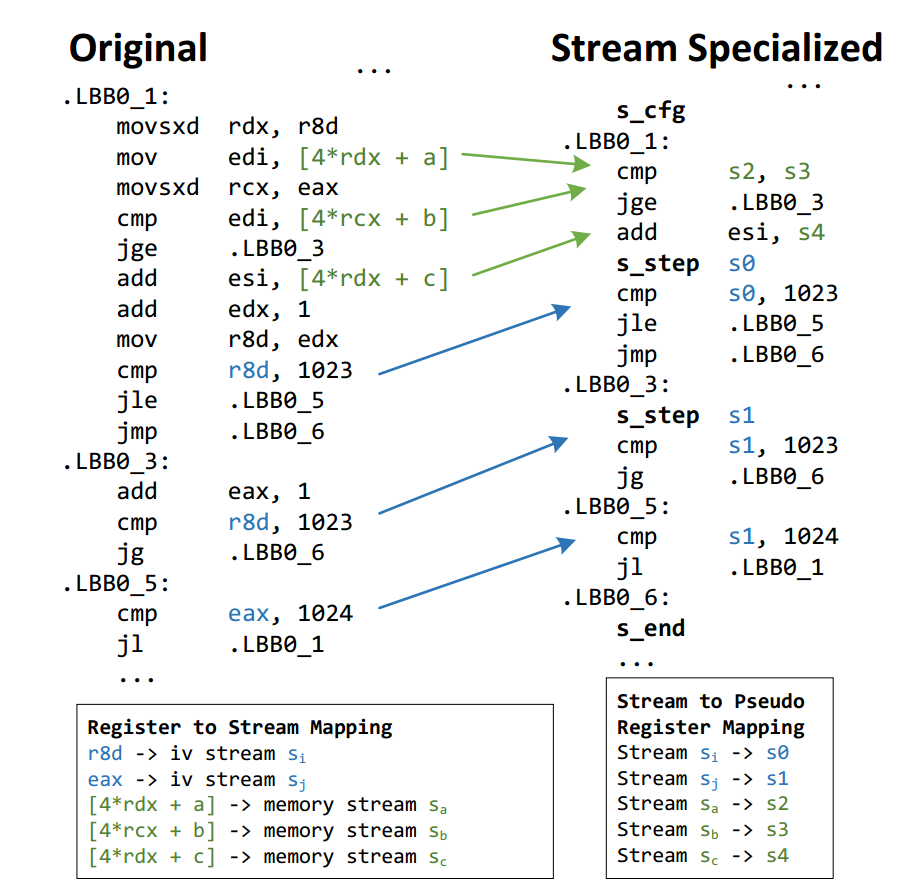 Original
...
.LBB0_1:
movsxd rdx, r8d
mov edi, [4*rdx + a]
movsxd rcx, eax
cmp edi, [4*rcx + b]
jge .LBB0_3
add esi, [4*rdx + c]
add edx, 1
mov r8d, edx
cmp r8d, 1023
jle .LBB0_5
jmp .LBB0_6
.LBB0_3:
add eax, 1
cmp r8d, 1023
jg .LBB0_6
.LBB0_5:
cmp eax, 1024
jl .LBB0_1
...
Register to Stream Mapping
r8d -> iv stream si
eax -> iv stream sj
[4*rdx + a] -> memory stream sa
[4*rcx + b] -> memory stream sb
[4*rdx + c] -> memory stream sc
Stream Specialized
...
s_cfg
.LBB0_1:
cmp s2, s3
jge .LBB0_3
add esi, s4
s_step s0
cmp s0, 1023
jle .LBB0_5
jmp .LBB0_6
.LBB0_3:
s_step s1
cmp s1, 1023
jg .LBB0_6
.LBB0_5:
cmp s1, 1024
jl .LBB0_1
.LBB0_6:
s_end
...
Stream to Pseudo
Register Mapping
Stream si -> s0
Stream sj -> s1
Stream sa -> s2
Stream sb -> s3
Stream sc -> s4